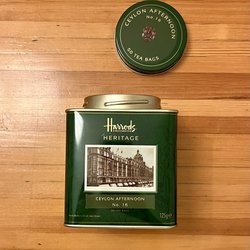 CEYLON AFTERNOON
No. 16
50 TEA BAGS
Harrods
HERITAGE
CEYLON AFTERNOON
No. 16
125g e